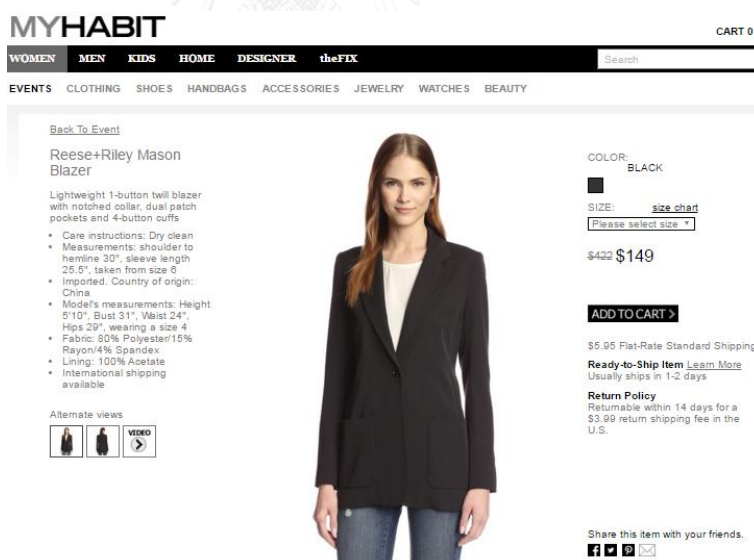 MYHABIT
CART 0
WOMEN MEN KIDS HOME DESIGNER theFIX
Search
EVENTS CLOTHING SHOES HANDBAGS ACCESSORIES JEWELRY WATCHES BEAUTY
Back To Event
Reese+Riley Mason
Blazer
Lightweight 1-button twill blazer
with notched collar, dual patch
pockets and 4-button cuffs
• Care instructions: Dry clean
• Measurements: shoulder to
hemline 30", sleeve length
25.5", taken from size 6
• Imported. Country of origin:
China
• Model's measurements: Height
5'10", Bust 31", Waist 24",
Hips 29", wearing a size 4
• Fabric: 80% Polyester/15%
Rayon/4% Spandex
• Lining: 100% Acetate
• International shipping
available
Alternate views
VIDEO
COLOR:
BLACK
SIZE: size chart
Please select size
$422 $149
ADD TO CART >
$5.95 Flat-Rate Standard Shipping
Ready-to-Ship Item Learn More
Usually ships in 1-2 days
Return Policy
Returnable within 14 days for a
$3.99 return shipping fee in the
U.S.
Share this item with your friends.